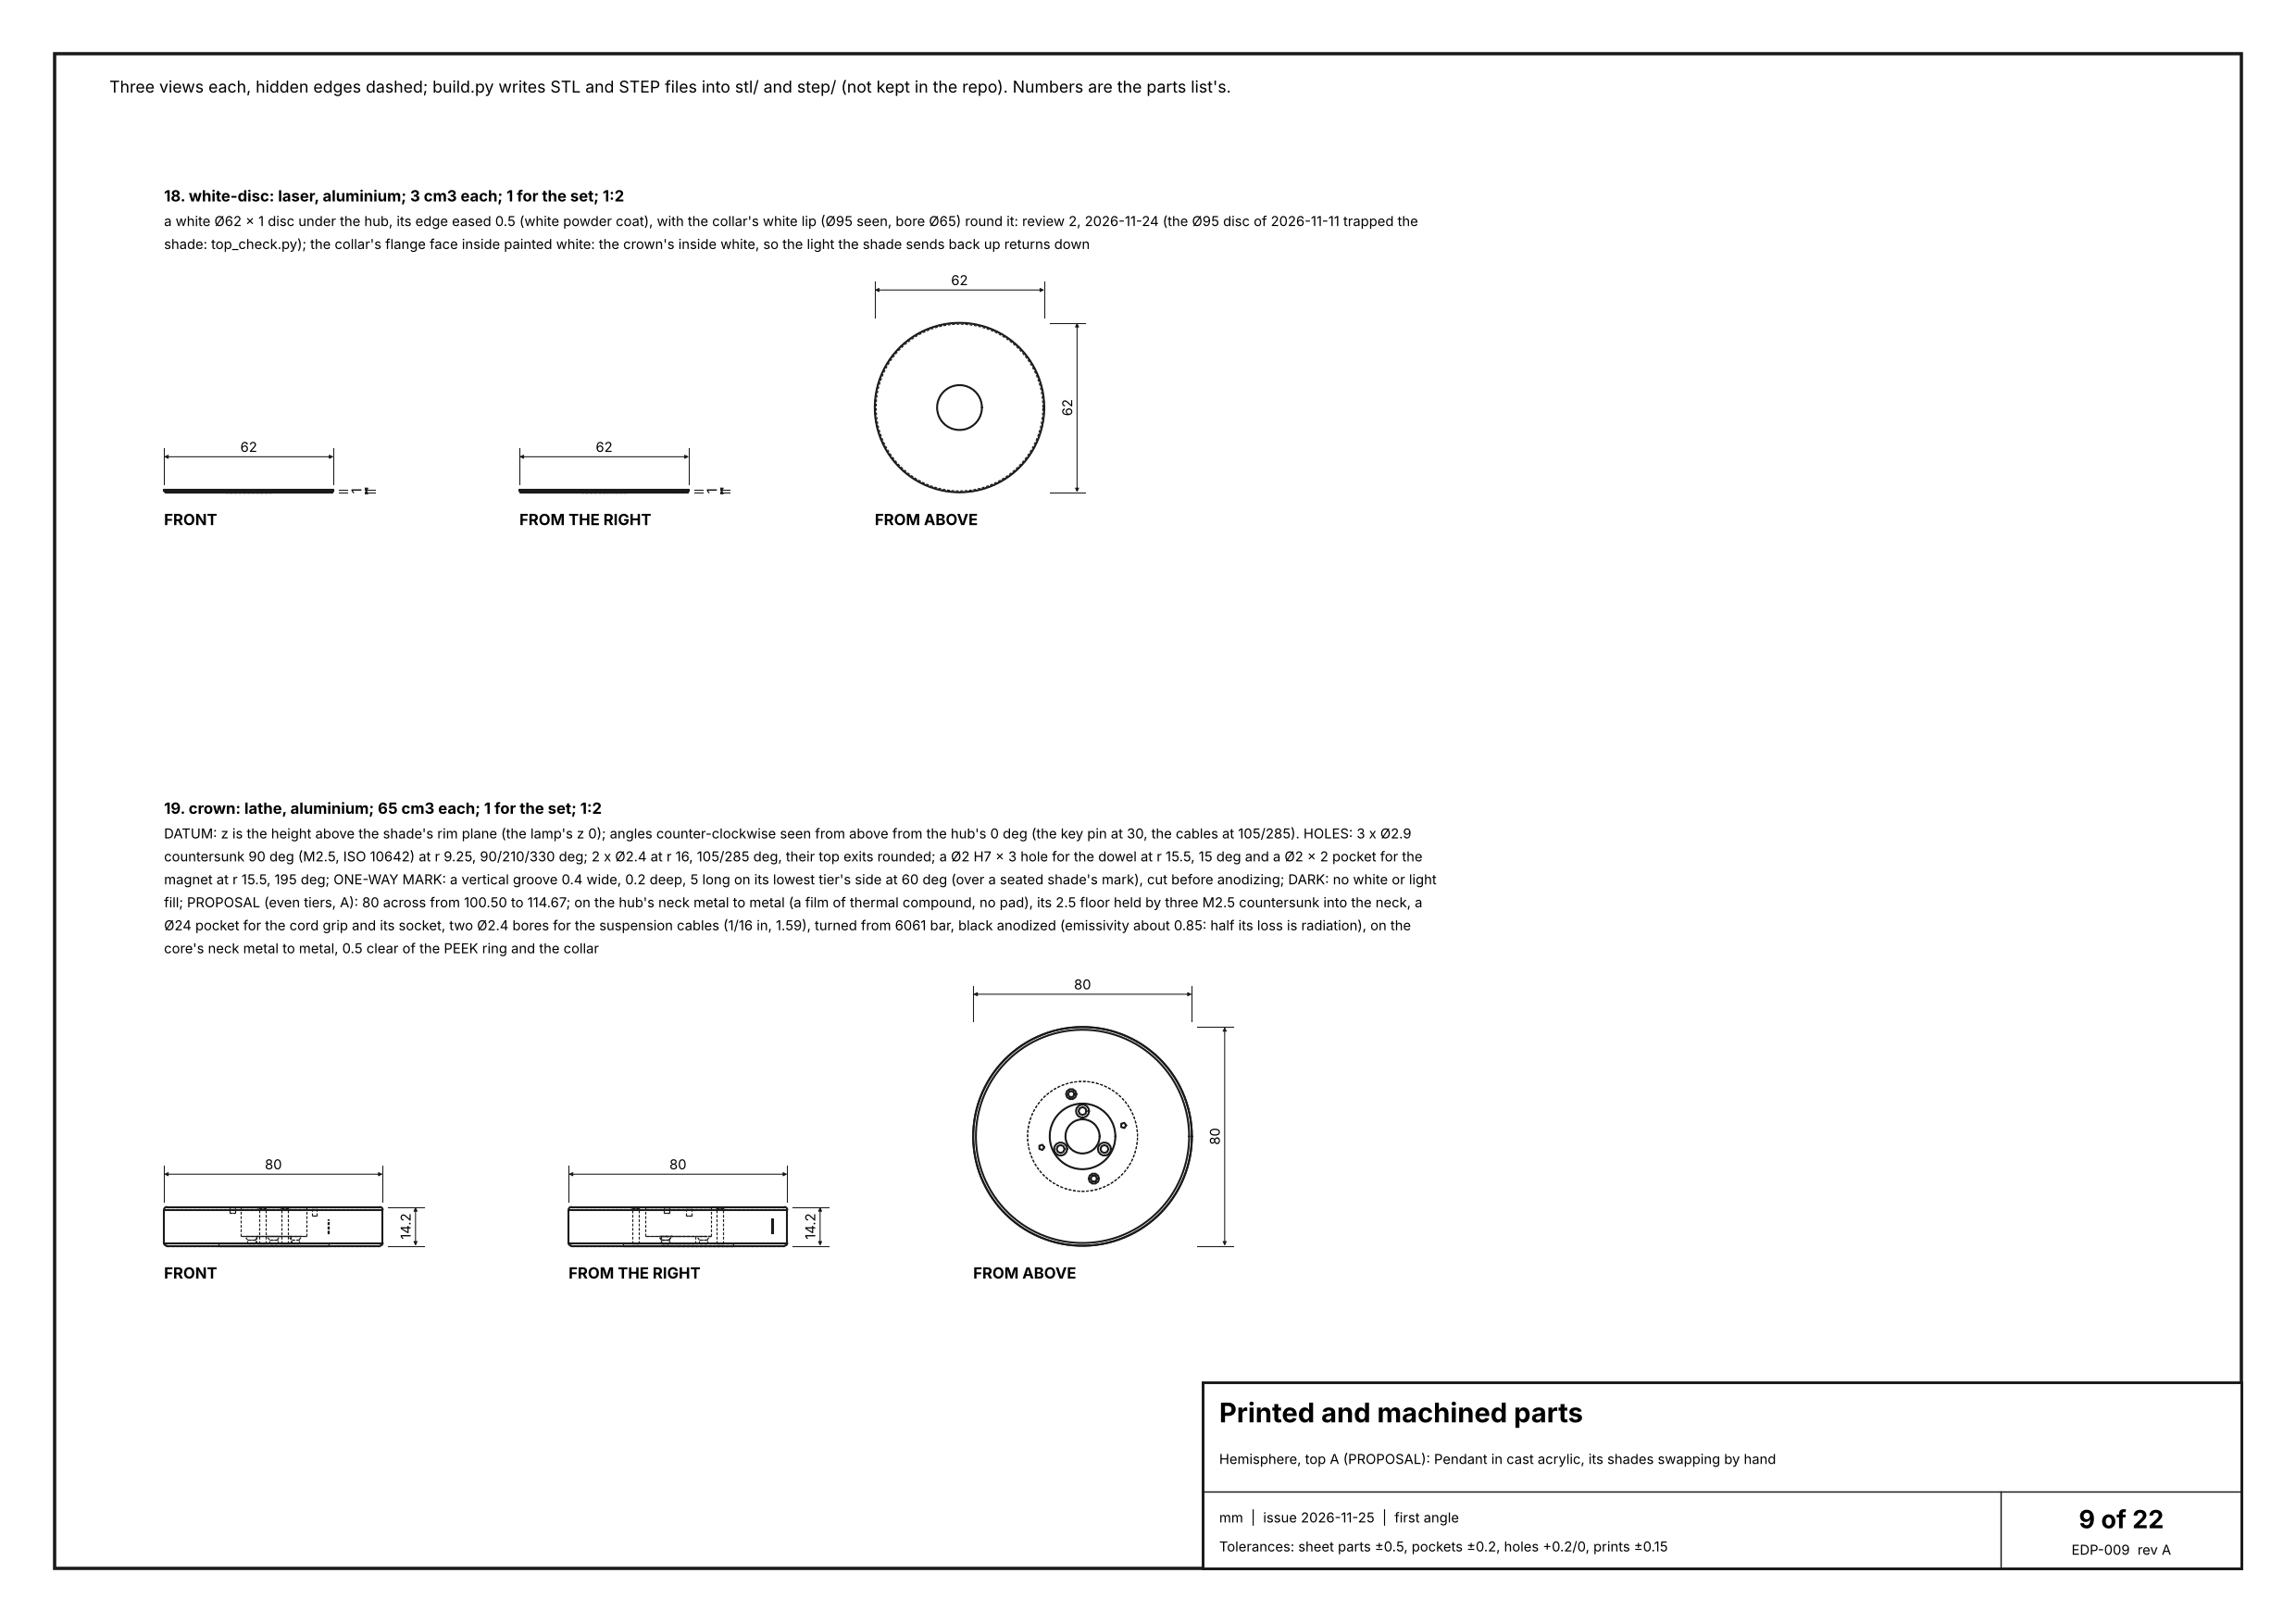 Three views each, hidden edges dashed; build.py writes STL and STEP files into stl/ and step/ (not kept in the repo). Numbers are the parts list's.
18. white-disc: laser, aluminium; 3 cm3 each; 1 for the set; 1:2
a white Ø62 × 1 disc under the hub, its edge eased 0.5 (white powder coat), with the collar's white lip (Ø95 seen, bore Ø65) round it: review 2, 2026-11-24 (the Ø95 disc of 2026-11-11 trapped the
shade: top_check.py); the collar's flange face inside painted white: the crown's inside white, so the light the shade sends back up returns down
62
62
62
1
62
1
FRONT
FROM THE RIGHT
FROM ABOVE
19. crown: lathe, aluminium; 65 cm3 each; 1 for the set; 1:2
DATUM: z is the height above the shade's rim plane (the lamp's z 0); angles counter-clockwise seen from above from the hub's 0 deg (the key pin at 30, the cables at 105/285). HOLES: 3 x Ø2.9
countersunk 90 deg (M2.5, ISO 10642) at r 9.25, 90/210/330 deg; 2 x Ø2.4 at r 16, 105/285 deg, their top exits rounded; a Ø2 H7 × 3 hole for the dowel at r 15.5, 15 deg and a Ø2 × 2 pocket for the
magnet at r 15.5, 195 deg; ONE-WAY MARK: a vertical groove 0.4 wide, 0.2 deep, 5 long on its lowest tier's side at 60 deg (over a seated shade's mark), cut before anodizing; DARK: no white or light
fill; PROPOSAL (even tiers, A): 80 across from 100.50 to 114.67; on the hub's neck metal to metal (a film of thermal compound, no pad), its 2.5 floor held by three M2.5 countersunk into the neck, a
Ø24 pocket for the cord grip and its socket, two Ø2.4 bores for the suspension cables (1/16 in, 1.59), turned from 6061 bar, black anodized (emissivity about 0.85: half its loss is radiation), on the
core's neck metal to metal, 0.5 clear of the PEEK ring and the collar
80
80
80
14.2
80
14.2
FRONT
FROM THE RIGHT
FROM ABOVE
Printed and machined parts
Hemisphere, top A (PROPOSAL): Pendant in cast acrylic, its shades swapping by hand
mm | issue 2026-11-25 | first angle
Tolerances: sheet parts ±0.5, pockets ±0.2, holes +0.2/0, prints ±0.15
9 of 22
EDP-009 rev A